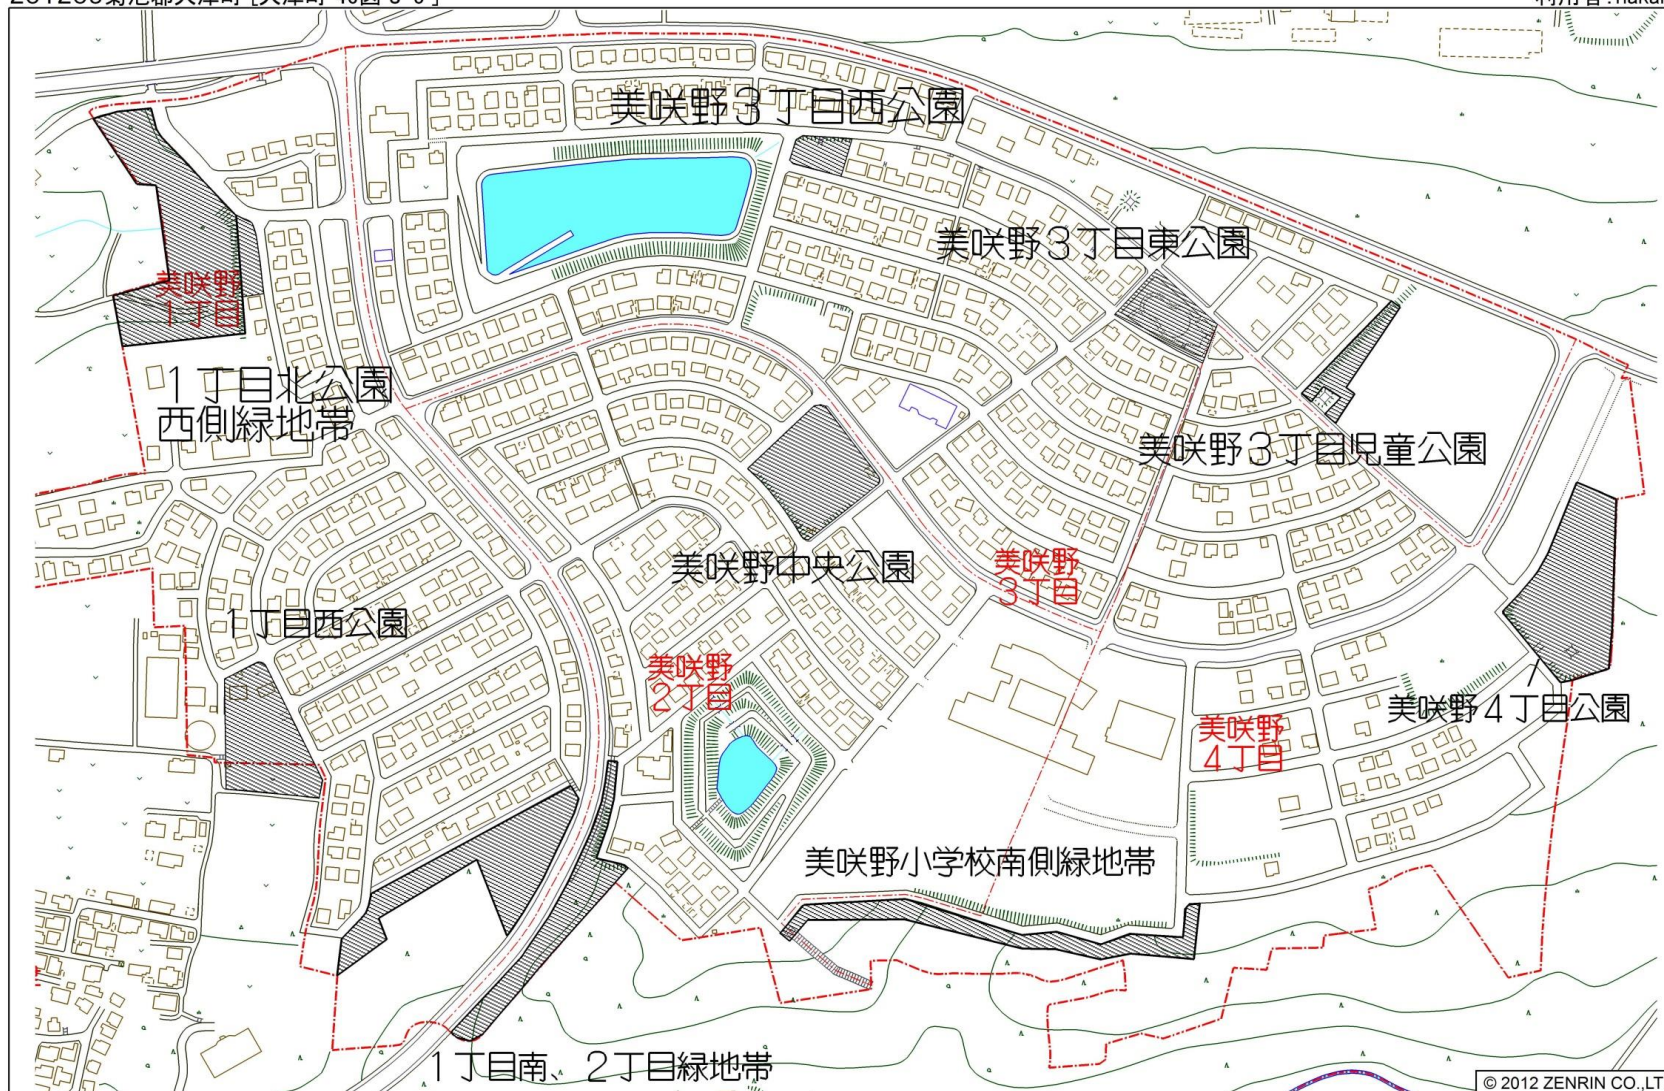 美咲野３丁目西公園
美咲野３丁目東公園
美咲野
１丁目
１丁目北公園
西側緑地帯
美咲野３丁目児童公園
美咲野中央公園
美咲野
３丁目
１丁目西公園
美咲野
２丁目
美咲野４丁目公園
美咲野
４丁目
美咲野小学校南側緑地帯
１丁目南、２丁目緑地帯
© 2012 ZENRIN CO.,LT